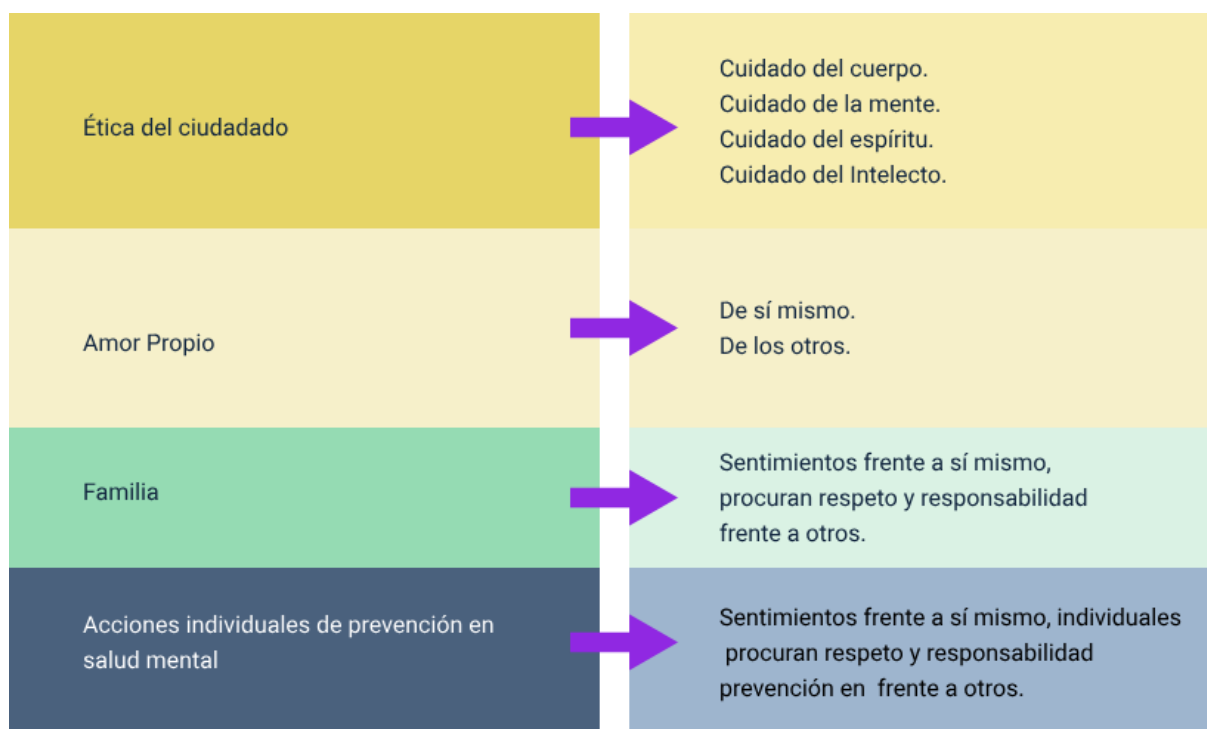 Ética del ciudadado
Cuidado del cuerpo.
Cuidado de la mente.
Cuidado del espíritu.
Cuidado del Intelecto.
Amor Propio
De sí mismo.
De los otros.
Familia
Sentimientos frente a sí mismo,
procuran respeto y responsabilidad
frente a otros.
Acciones individuales de prevención en
salud mental
Sentimientos frente a sí mismo, individuales
procuran respeto y responsabilidad
prevención en frente a otros.